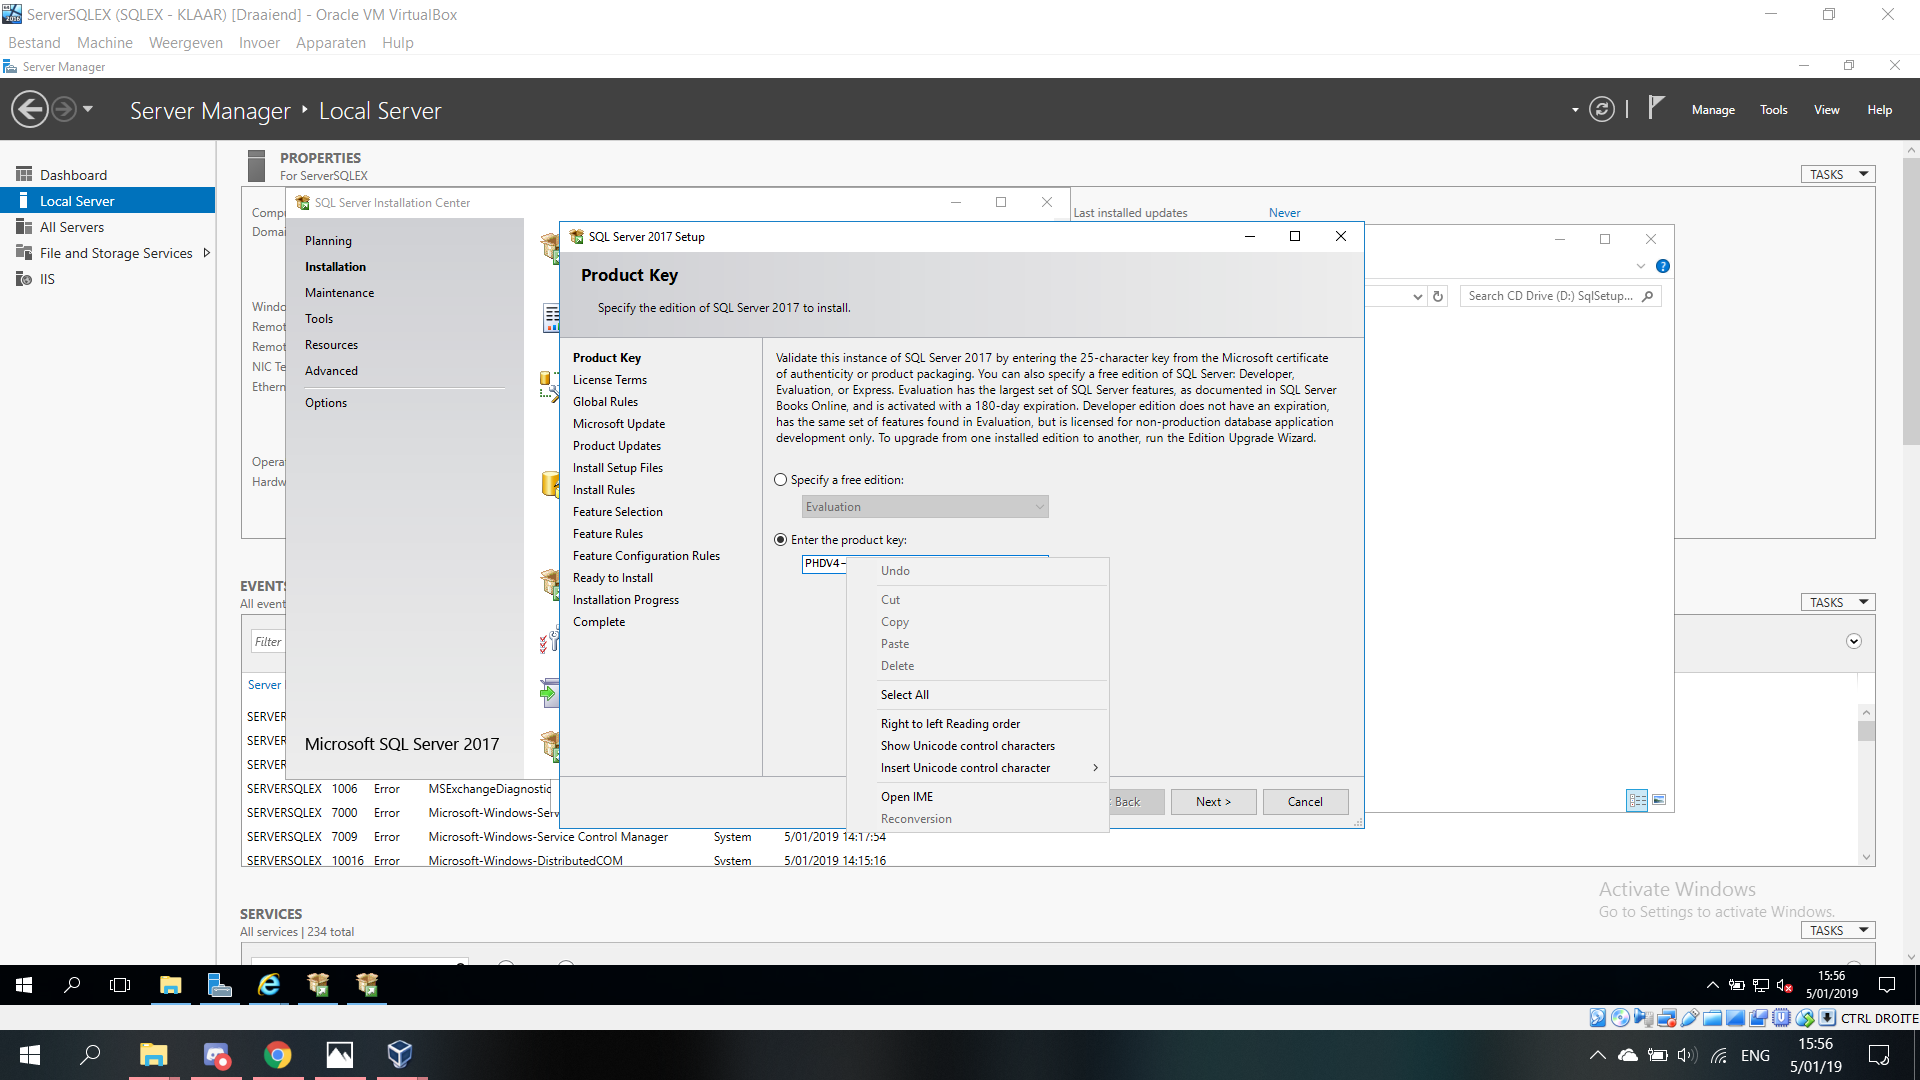 ServerSQLEX (SQLEX - KLAAR) [Draaiend] - Oracle VM VirtualBox
Bestand Machine Weergeven Invoer Apparaten Hulp
Server Manager
Server Manager ‣ Local Server
Manage Tools View Help
Dashboard
Local Server
All Servers
File and Storage Services
IIS
PROPERTIES
For ServerSQLEX
TASKS
Last installed updates Never
SQL Server Installation Center
Planning
Installation
Maintenance
Tools
Resources
Advanced
Options
Microsoft SQL Server 2017
SQL Server 2017 Setup
Product Key
Specify the edition of SQL Server 2017 to install.
Product Key
License Terms
Global Rules
Microsoft Update
Product Updates
Install Setup Files
Install Rules
Feature Selection
Feature Rules
Feature Configuration Rules
Ready to Install
Installation Progress
Complete
Validate this instance of SQL Server 2017 by entering the 25-character key from the Microsoft certificate
of authenticity or product packaging. You can also specify a free edition of SQL Server: Developer,
Evaluation, or Express. Evaluation has the largest set of SQL Server features, as documented in SQL Server
Books Online, and is activated with a 180-day expiration. Developer edition does not have an expiration,
has the same set of features found in Evaluation, but is licensed for non-production database application
development only. To upgrade from one installed edition to another, run the Edition Upgrade Wizard.
Specify a free edition:
Evaluation
Enter the product key:
PHDV4-
Undo
Cut
Copy
Paste
Delete
Select All
Right to left Reading order
Show Unicode control characters
Insert Unicode control character
Open IME
Reconversion
Back Next > Cancel
Search CD Drive (D:) SqlSetup...
Compu
Domai
Windo
Remot
Remot
NIC Te
Ethern
Opera
Hardw
EVENTS
All event
TASKS
Filter
Server
SERVER
SERVER
SERVER
SERVERSQLEX 1006 Error MSExchangeDiagnostic
SERVERSQLEX 7000 Error Microsoft-Windows-Ser
SERVERSQLEX 7009 Error Microsoft-Windows-Service Control Manager System 5/01/2019 14:17:54
SERVERSQLEX 10016 Error Microsoft-Windows-DistributedCOM System 5/01/2019 14:15:16
Activate Windows
Go to Settings to activate Windows.
SERVICES
All services | 234 total
TASKS
15:56
5/01/2019
CTRL DROITE
ENG
15:56
5/01/19